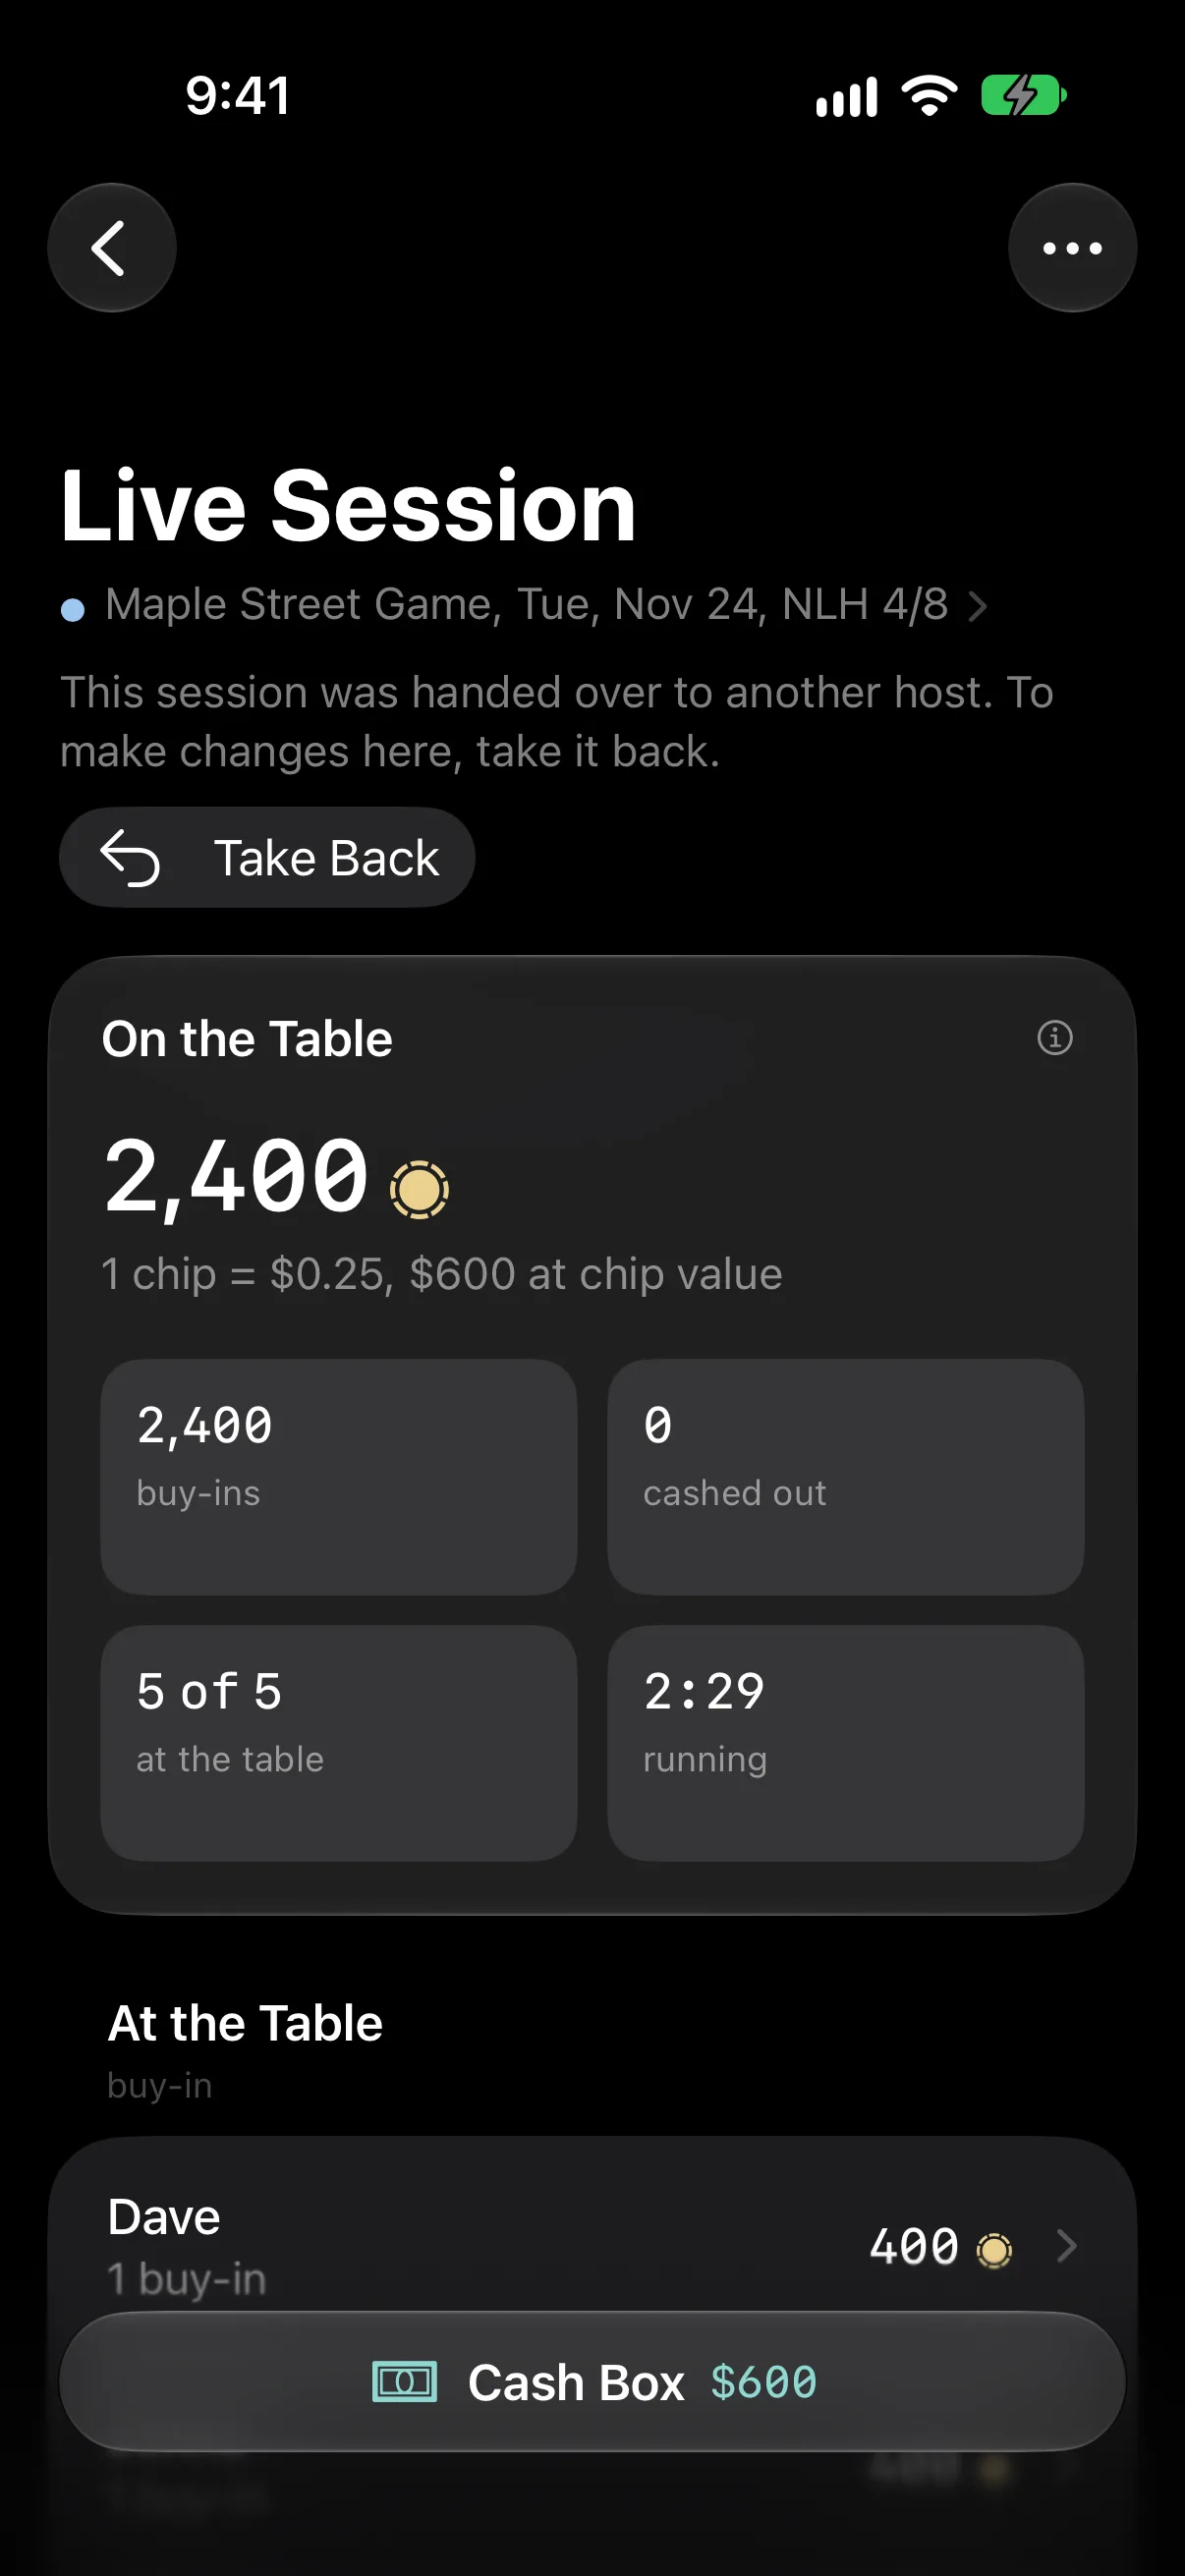 9:41
Live Session
Maple Street Game, Tue, Nov 24, NLH 4/8
This session was handed over to another host. To
make changes here, take it back.
Take Back
On the Table
2,400
1 chip = $0.25, $600 at chip value
2,400
buy-ins
0
cashed out
5 of 5
at the table
2:29
running
At the Table
buy-in
Dave
1 buy-in
400
Cash Box $600